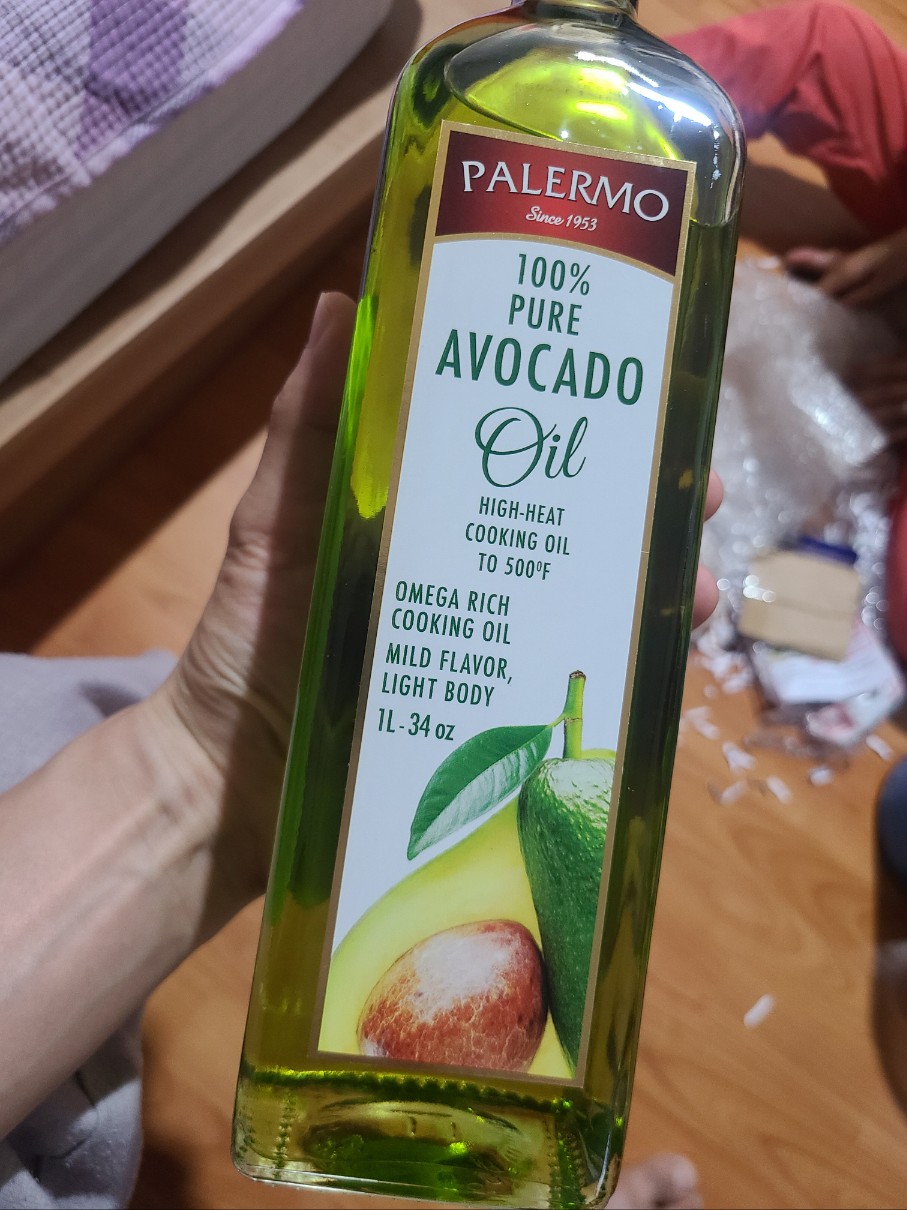 PALERMO
Since 1953
100%
PURE
AVOCADO
Oil
HIGH-HEAT
COOKING OIL
TO 500⁰F
OMEGA RICH
COOKING OIL
MILD FLAVOR,
LIGHT BODY
1L - 34 oz